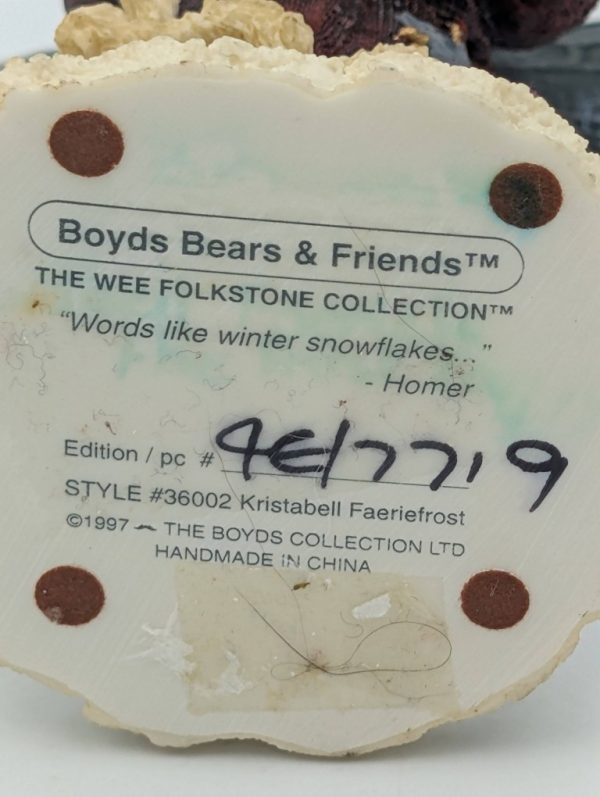 Boyds Bears & Friends™
THE WEE FOLKSTONE COLLECTION™
"Words like winter snowflakes..."
- Homer
Edition / pc # 4E/7719
STYLE #36002 Kristabell Faeriefrost
©1997 THE BOYDS COLLECTION LTD
HANDMADE IN CHINA